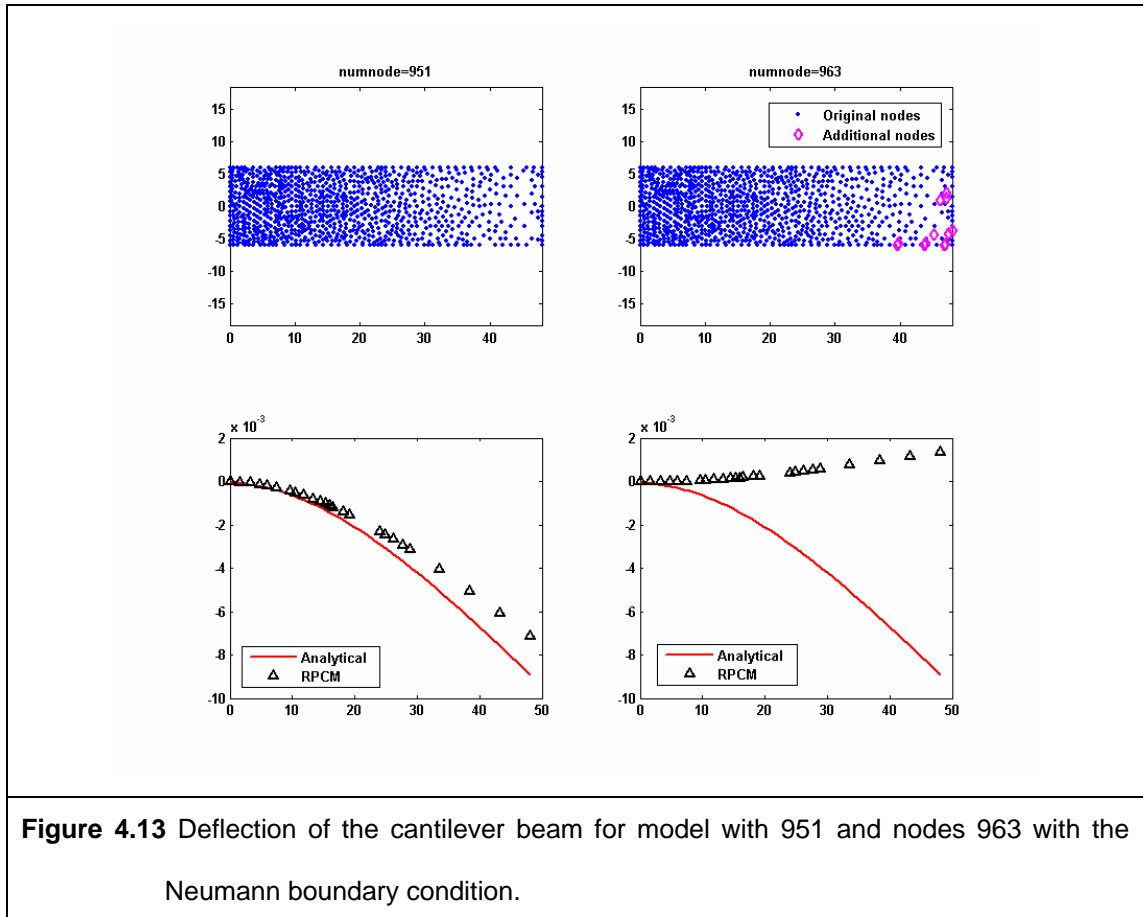 numnode=951
15
10
5
0
-5
-10
-15
0 10 20 30 40
numnode=963
Original nodes
Additional nodes
15
10
5
0
-5
-10
-15
0 10 20 30 40
x 10-3
2
0
-2
-4
-6
-8
-10
Analytical
RPCM
0 10 20 30 40 50
x 10-3
2
0
-2
-4
-6
-8
-10
Analytical
RPCM
0 10 20 30 40 50
Figure 4.13 Deflection of the cantilever beam for model with 951 and nodes 963 with the
Neumann boundary condition.